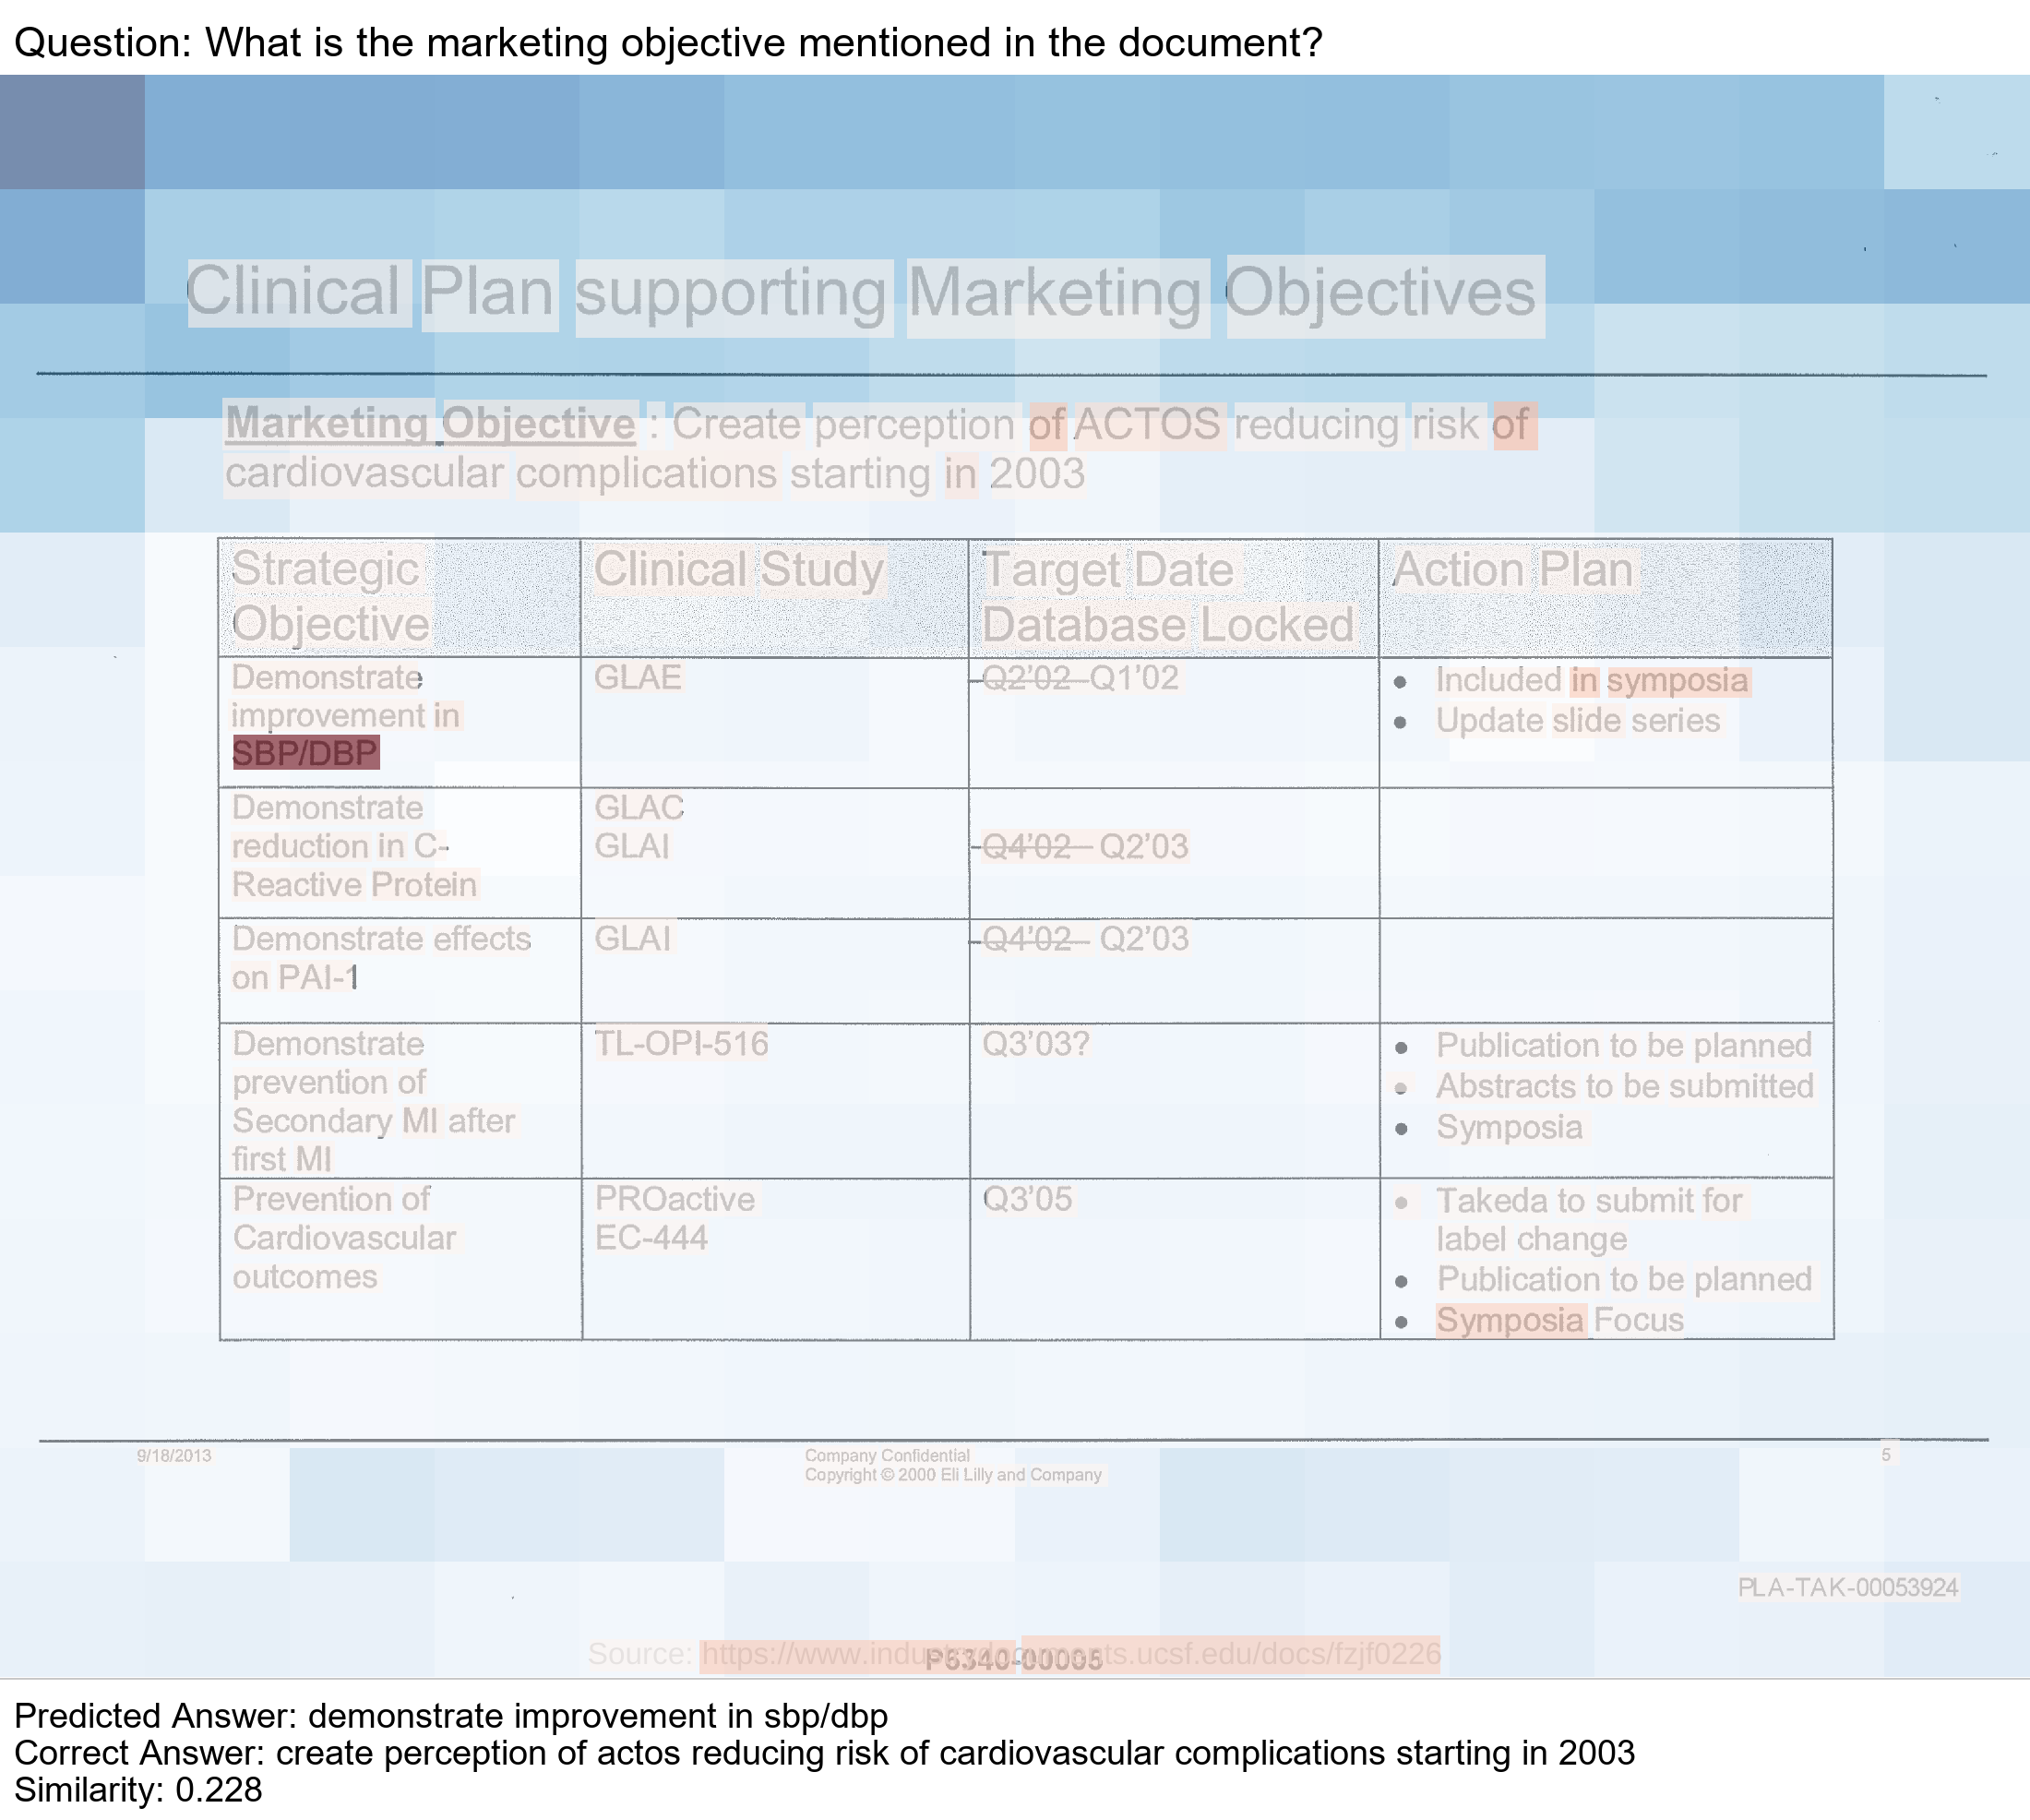 Question: What is the marketing objective mentioned in the document?
Clinical Plan supporting Marketing Objectives
Marketing Objective : Create perception of ACTOS reducing risk of
cardiovascular complications starting in 2003
Strategic Objective
Clinical Study
Target Date Database Locked
Action Plan
Demonstrate
improvement in
SBP/DBP
GLAE
Q2'02 Q1'02
• Included in symposia
• Update slide series
Demonstrate
reduction in C-
Reactive Protein
GLAC
GLAI
Q4'02 Q2'03
Demonstrate effects
on PAI-1
GLAI
Q4'02 Q2'03
Demonstrate
prevention of
Secondary MI after
first MI
TL-OPI-516
Q3'03?
• Publication to be planned
• Abstracts to be submitted
• Symposia
Prevention of
Cardiovascular
outcomes
PROactive
EC-444
Q3'05
• Takeda to submit for
label change
• Publication to be planned
• Symposia Focus
9/18/2013
Company Confidential
Copyright © 2000 Eli Lilly and Company
5
PLA-TAK-00053924
Source: https://www.industrydocuments.ucsf.edu/docs/fzjf0226
Predicted Answer: demonstrate improvement in sbp/dbp
Correct Answer: create perception of actos reducing risk of cardiovascular complications starting in 2003
Similarity: 0.228